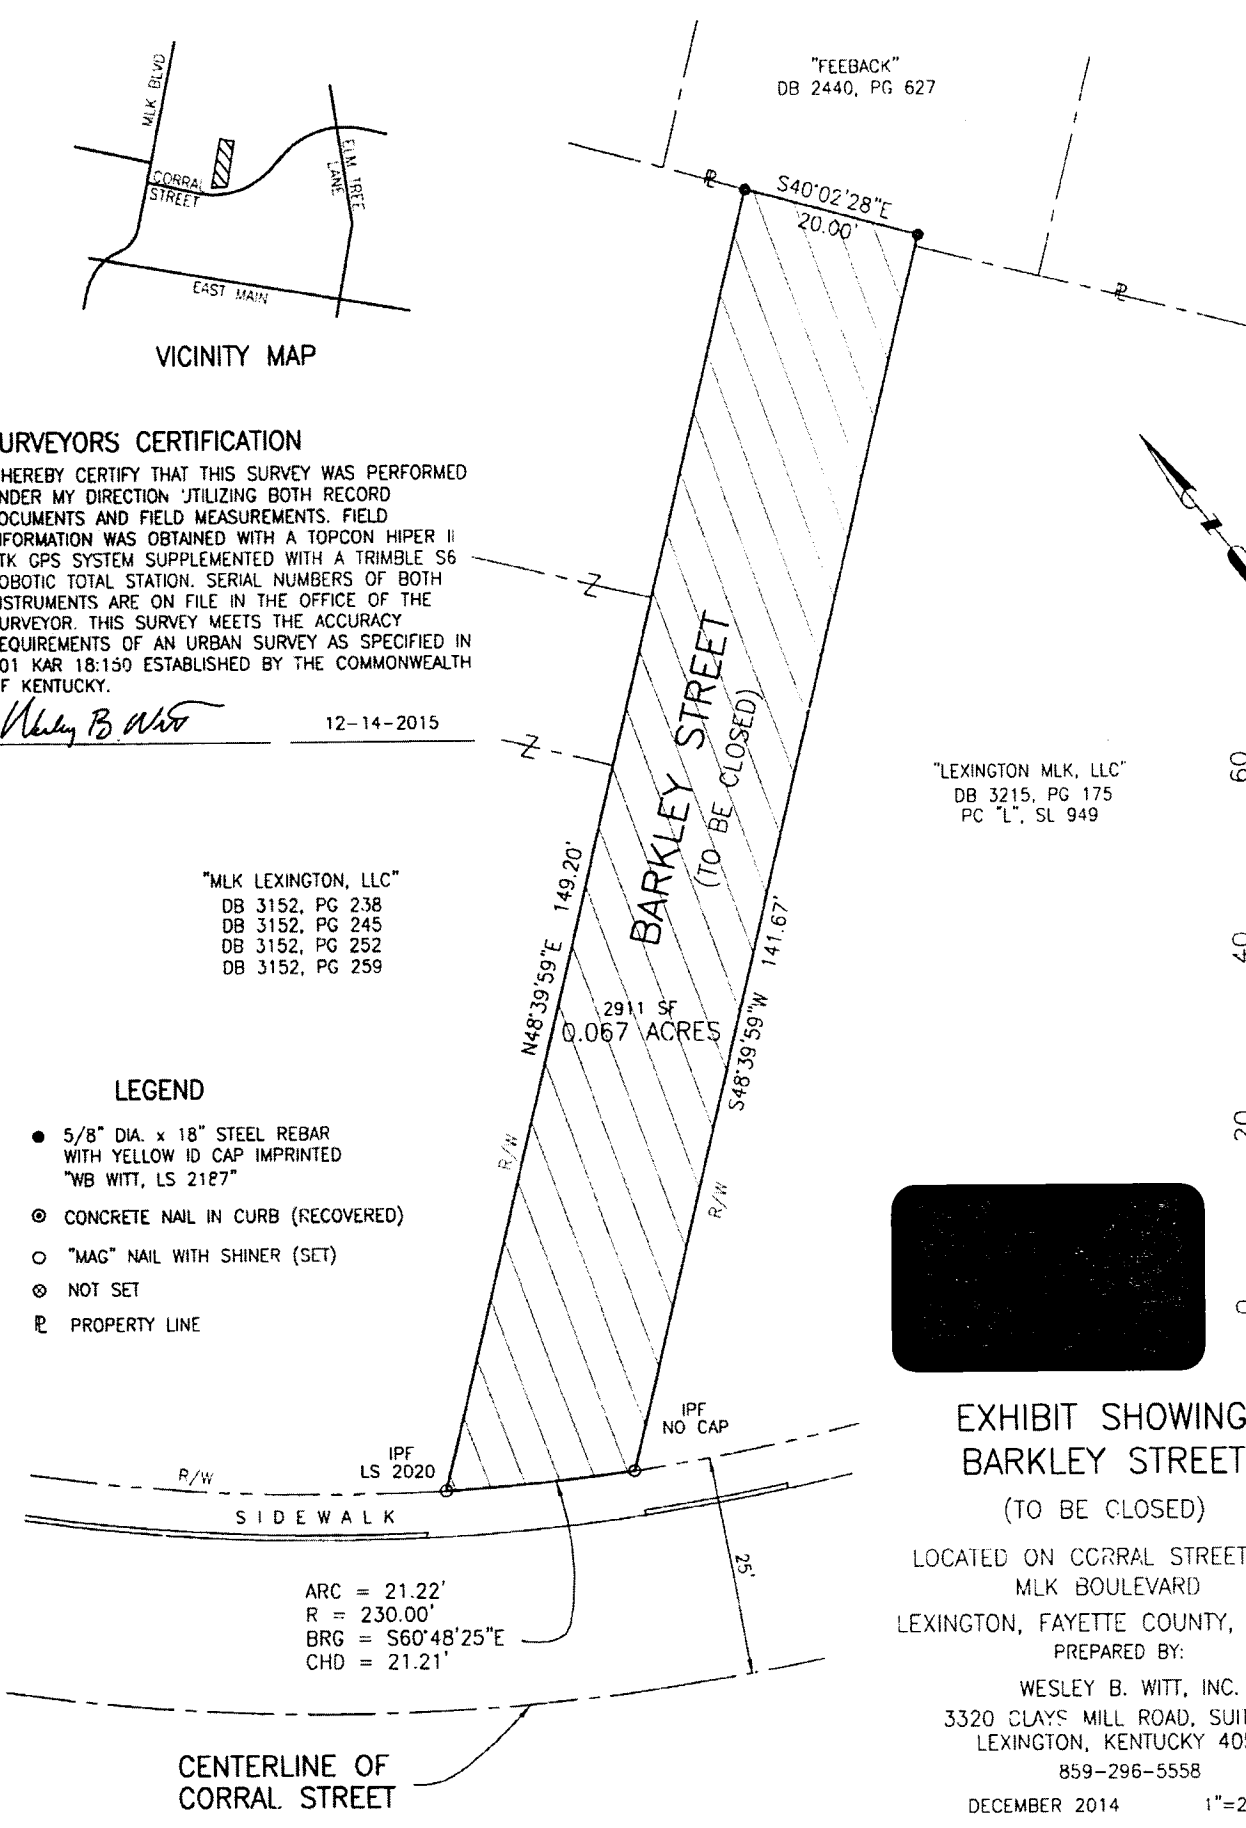 MLK BLVD
CORRAL
STREET
ELM TREE
LANE
EAST MAIN
VICINITY MAP
"FEEBACK"
DB 2440, PG 627
S40°02'28"E
20.00'
URVEYORS CERTIFICATION
HEREBY CERTIFY THAT THIS SURVEY WAS PERFORMED
NDER MY DIRECTION UTILIZING BOTH RECORD
OCUMENTS AND FIELD MEASUREMENTS. FIELD
NFORMATION WAS OBTAINED WITH A TOPCON HIPER II
TK GPS SYSTEM SUPPLEMENTED WITH A TRIMBLE S6
OBOTIC TOTAL STATION. SERIAL NUMBERS OF BOTH
NSTRUMENTS ARE ON FILE IN THE OFFICE OF THE
URVEYOR. THIS SURVEY MEETS THE ACCURACY
EQUIREMENTS OF AN URBAN SURVEY AS SPECIFIED IN
01 KAR 18:150 ESTABLISHED BY THE COMMONWEALTH
F KENTUCKY.
Wesley B. Witt 12-14-2015
Z
Z
BARKLEY STREET
(TO BE CLOSED)
"LEXINGTON MLK, LLC"
DB 3215, PG 175
PC "L", SL 949
"MLK LEXINGTON, LLC"
DB 3152, PG 238
DB 3152, PG 245
DB 3152, PG 252
DB 3152, PG 259
N48°39'59"E 149.20'
S48°39'59"W 141.67'
2911 SF
0.067 ACRES
60
40
20
0
LEGEND
5/8" DIA. x 18" STEEL REBAR
WITH YELLOW ID CAP IMPRINTED
"WB WITT, LS 2187"
CONCRETE NAIL IN CURB (RECOVERED)
"MAG" NAIL WITH SHINER (SET)
NOT SET
PL PROPERTY LINE
R/W
R/W
IPF
NO CAP
IPF
LS 2020
R/W
SIDEWALK
25'
ARC = 21.22'
R = 230.00'
BRG = S60°48'25"E
CHD = 21.21'
CENTERLINE OF
CORRAL STREET
EXHIBIT SHOWING
BARKLEY STREET
(TO BE CLOSED)
LOCATED ON CORRAL STREET
MLK BOULEVARD
LEXINGTON, FAYETTE COUNTY,
PREPARED BY:
WESLEY B. WITT, INC.
3320 CLAYS MILL ROAD, SUI
LEXINGTON, KENTUCKY 40
859-296-5558
DECEMBER 2014 1"=2